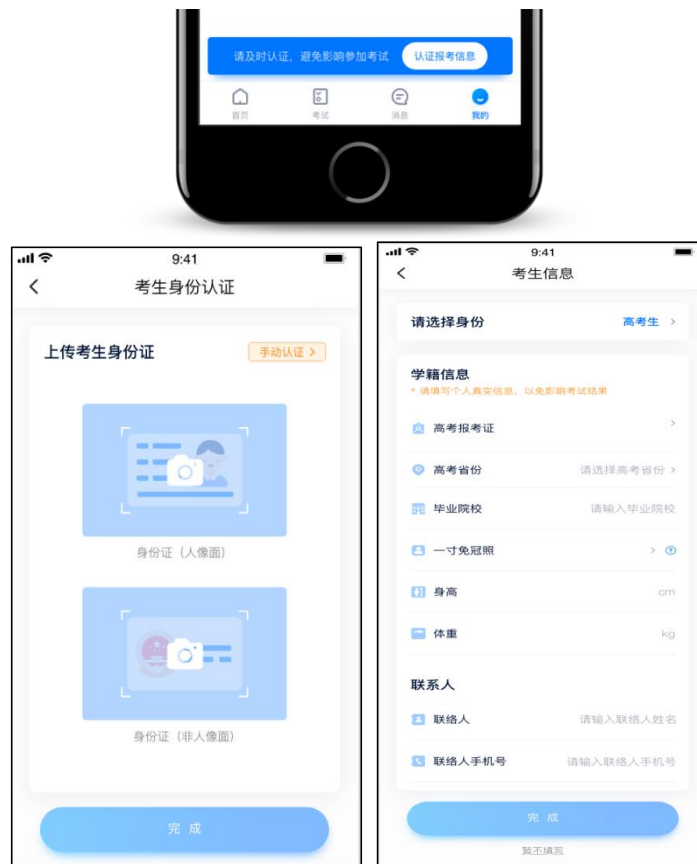 请及时认证，避免影响参加考试 认证报考信息
首页 考试 消息 我的
9:41
考生身份认证
上传考生身份证 手动认证 >
身份证（人像面）
身份证（非人像面）
完 成
9:41
考生信息
请选择身份 高考生 >
学籍信息
* 请填写个人真实信息，以免影响考试结果
高考报考证 >
高考省份 请选择高考省份 >
毕业院校 请输入毕业院校
一寸免冠照 > ?
身高 cm
体重 kg
联系人
联络人 请输入联络人姓名
联络人手机号 请输入联络人手机号
完 成
暂不填写